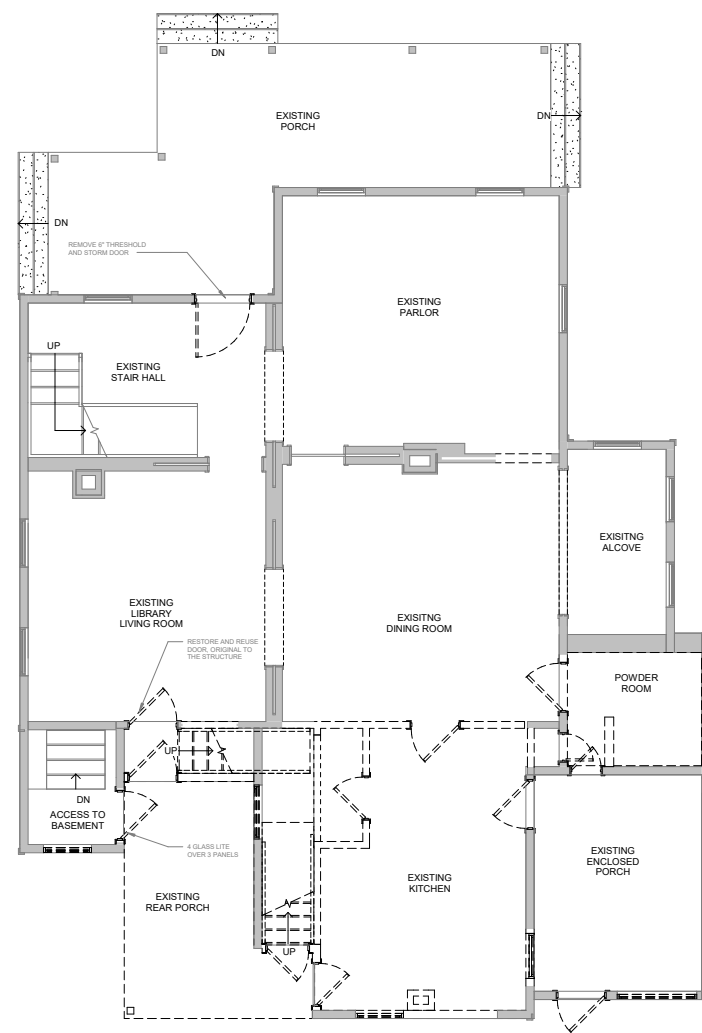 DN
EXISTING
PORCH
DN
DN
REMOVE 6" THRESHOLD
AND STORM DOOR
EXISTING
PARLOR
UP
EXISTING
STAIR HALL
EXISITNG
ALCOVE
EXISTING
LIBRARY
LIVING ROOM
EXISITNG
DINING ROOM
RESTORE AND REUSE
DOOR, ORIGINAL TO
THE STRUCTURE
POWDER
ROOM
UP
DN
ACCESS TO
BASEMENT
4 GLASS LITE
OVER 3 PANELS
EXISTING
ENCLOSED
PORCH
EXISTING
KITCHEN
EXISTING
REAR PORCH
UP